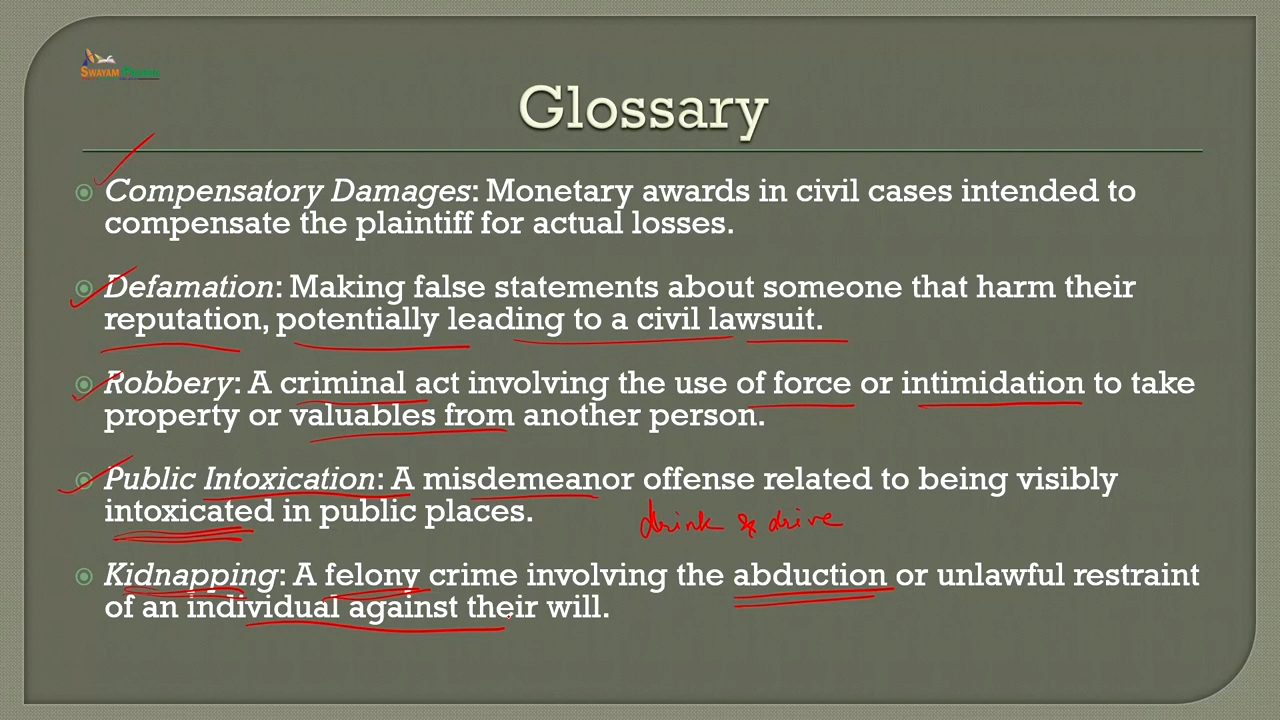 SWAYAM
Glossary
Compensatory Damages: Monetary awards in civil cases intended to
compensate the plaintiff for actual losses.
Defamation: Making false statements about someone that harm their
reputation, potentially leading to a civil lawsuit.
Robbery: A criminal act involving the use of force or intimidation to take
property or valuables from another person.
Public Intoxication: A misdemeanor offense related to being visibly
intoxicated in public places.
drink & drive
Kidnapping: A felony crime involving the abduction or unlawful restraint
of an individual against their will.